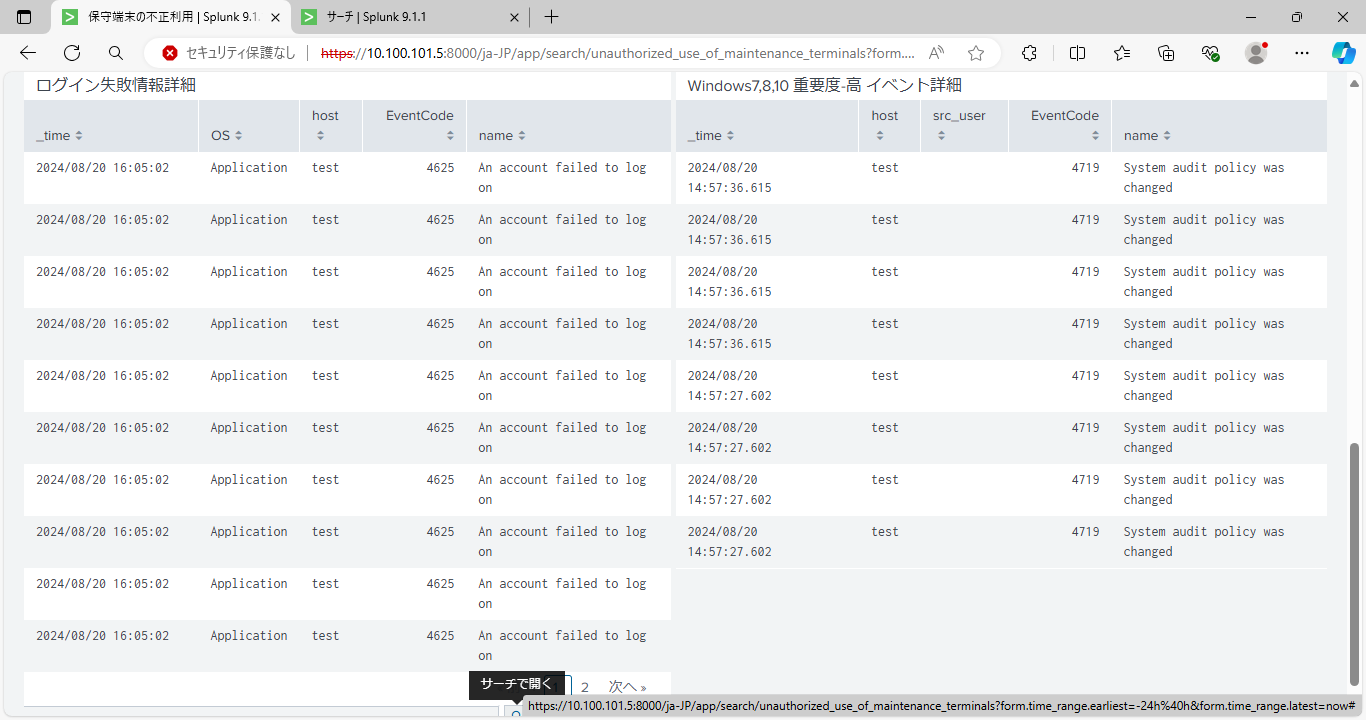 保守端末の不正利用 | Splunk 9.1.
サーチ | Splunk 9.1.1
セキュリティ保護なし
https://10.100.101.5:8000/ja-JP/app/search/unauthorized_use_of_maintenance_terminals?form....
ログイン失敗情報詳細
_time OS host EventCode name
2024/08/20 16:05:02 Application test 4625 An account failed to log
on
2024/08/20 16:05:02 Application test 4625 An account failed to log
on
2024/08/20 16:05:02 Application test 4625 An account failed to log
on
2024/08/20 16:05:02 Application test 4625 An account failed to log
on
2024/08/20 16:05:02 Application test 4625 An account failed to log
on
2024/08/20 16:05:02 Application test 4625 An account failed to log
on
2024/08/20 16:05:02 Application test 4625 An account failed to log
on
2024/08/20 16:05:02 Application test 4625 An account failed to log
on
2024/08/20 16:05:02 Application test 4625 An account failed to log
on
2024/08/20 16:05:02 Application test 4625 An account failed to log
on
サーチで開く
2 次へ »
Windows7,8,10 重要度-高 イベント詳細
_time host src_user EventCode name
2024/08/20 test 4719 System audit policy was
14:57:36.615 changed
2024/08/20 test 4719 System audit policy was
14:57:36.615 changed
2024/08/20 test 4719 System audit policy was
14:57:36.615 changed
2024/08/20 test 4719 System audit policy was
14:57:36.615 changed
2024/08/20 test 4719 System audit policy was
14:57:27.602 changed
2024/08/20 test 4719 System audit policy was
14:57:27.602 changed
2024/08/20 test 4719 System audit policy was
14:57:27.602 changed
2024/08/20 test 4719 System audit policy was
14:57:27.602 changed
https://10.100.101.5:8000/ja-JP/app/search/unauthorized_use_of_maintenance_terminals?form.time_range.earliest=-24h%40h&form.time_range.latest=now#